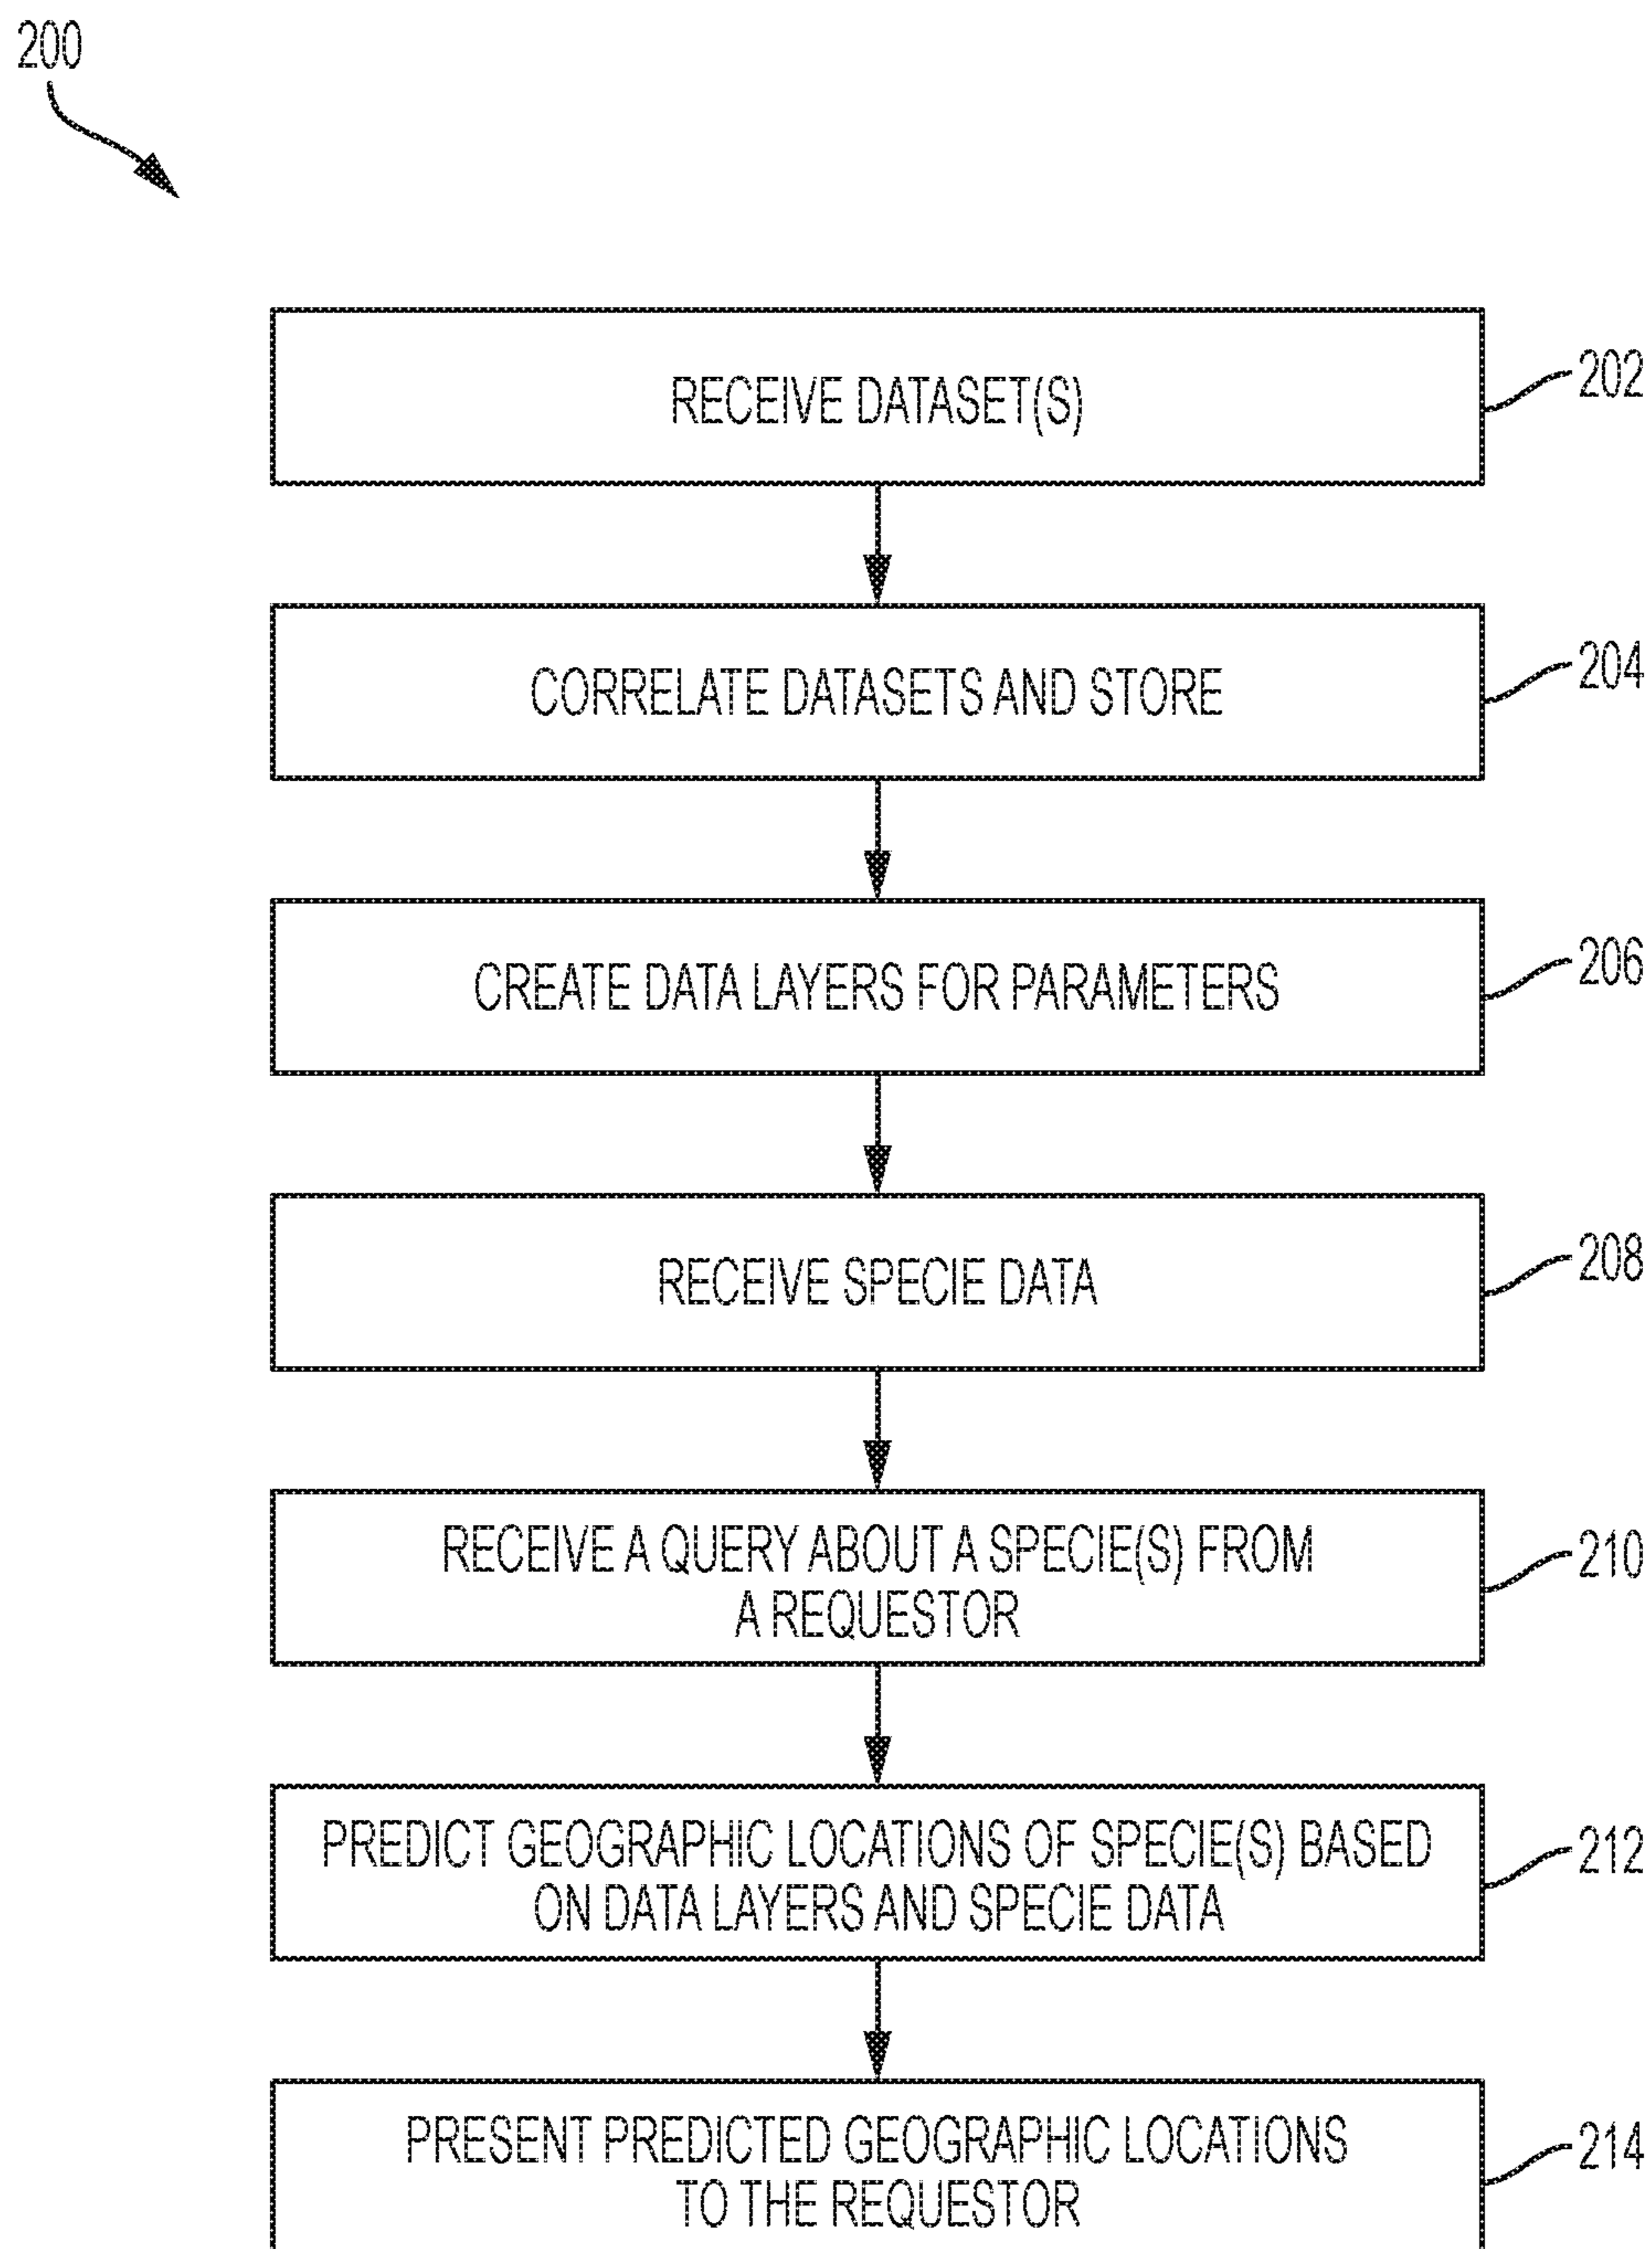 200
RECEIVE DATASET(S)
202
CORRELATE DATASETS AND STORE
204
CREATE DATA LAYERS FOR PARAMETERS
206
RECEIVE SPECIE DATA
208
RECEIVE A QUERY ABOUT A SPECIE(S) FROM
A REQUESTOR
210
PREDICT GEOGRAPHIC LOCATIONS OF SPECIE(S) BASED
ON DATA LAYERS AND SPECIE DATA
212
PRESENT PREDICTED GEOGRAPHIC LOCATIONS
TO THE REQUESTOR
214